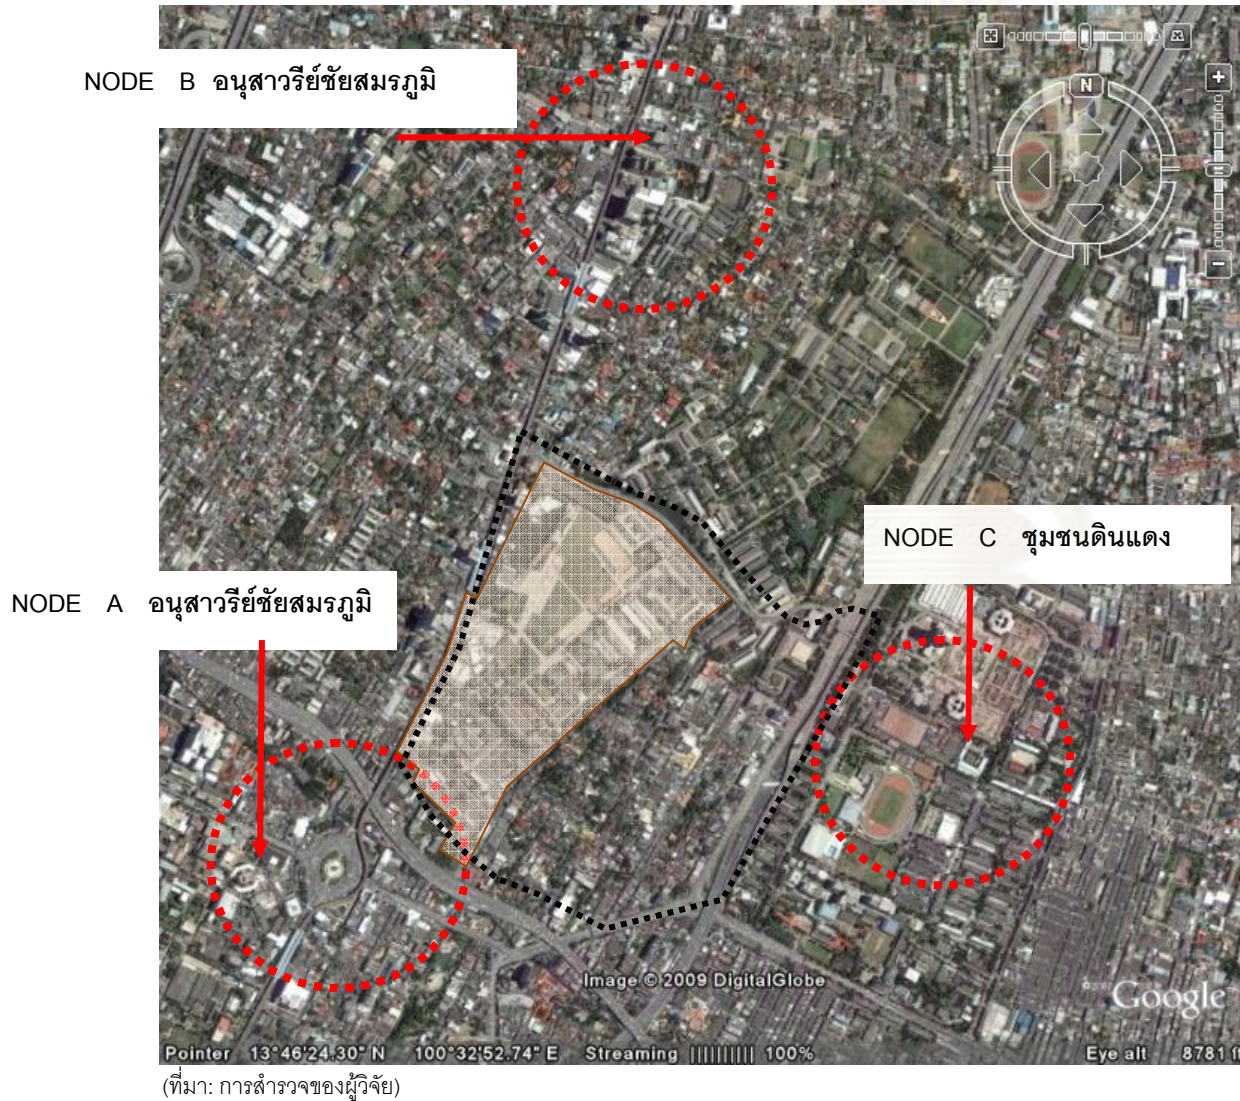 NODE B อนุสาวรีย์ชัยสมรภูมิ
N
NODE C ชุมชนดินแดง
NODE A อนุสาวรีย์ชัยสมรภูมิ
Image © 2009 DigitalGlobe
Google
Pointer 13°46'24.30" N 100°32'52.74" E Streaming |||||||||| 100% Eye alt 8781 ft
(ที่มา: การสำรวจของผู้วิจัย)